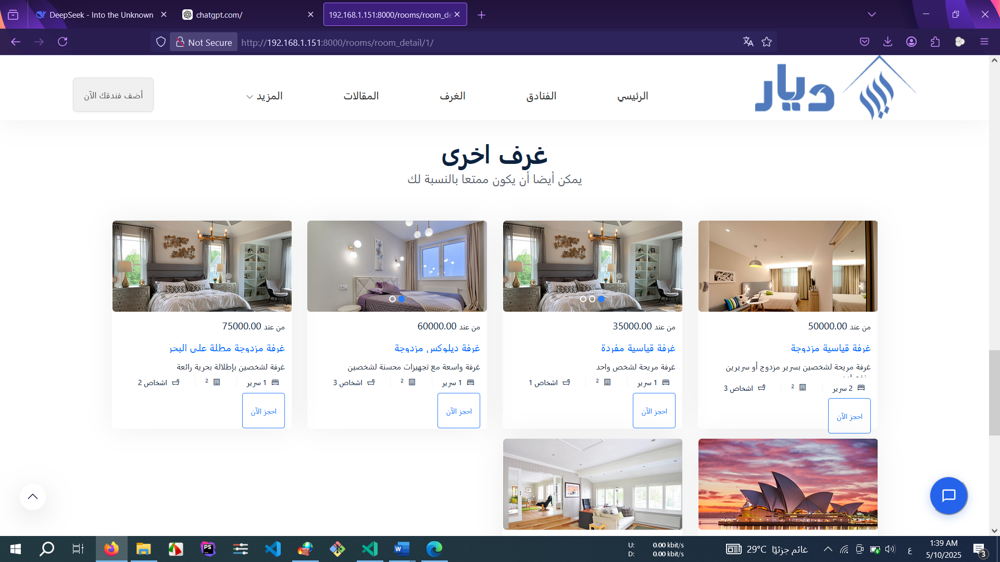 DeepSeek - Into the Unknown
chatgpt.com/
192.168.1.151:8000/rooms/room_de
Not Secure
http://192.168.1.151:8000/rooms/room_detail/1/
ديار
الرئيسي
الفنادق
الغرف
المقالات
المزيد
أضف فندقك الآن
غرف اخرى
يمكن أيضا أن يكون ممتعا بالنسبة لك
من عند 50000.00
غرفة قياسية مزدوجة
غرفة مريحة لشخصين بسرير مزدوج أو سريرين
2 سرير
2
اشخاص 3
احجز الآن
من عند 35000.00
غرفة قياسية مفردة
غرفة مريحة لشخص واحد
1 سرير
2
اشخاص 1
احجز الآن
من عند 60000.00
غرفة ديلوكس مزدوجة
غرفة واسعة مع تجهيزات محسنة لشخصين
1 سرير
2
اشخاص 3
احجز الآن
من عند 75000.00
غرفة مزدوجة مطلة على البحر
غرفة لشخصين بإطلالة بحرية رائعة
1 سرير
2
اشخاص 2
احجز الآن
PS
W
U: 0.00 kbit/s
D: 0.00 kbit/s
29°C غائم جزئيًا
ع
1:39 AM
5/10/2025
3